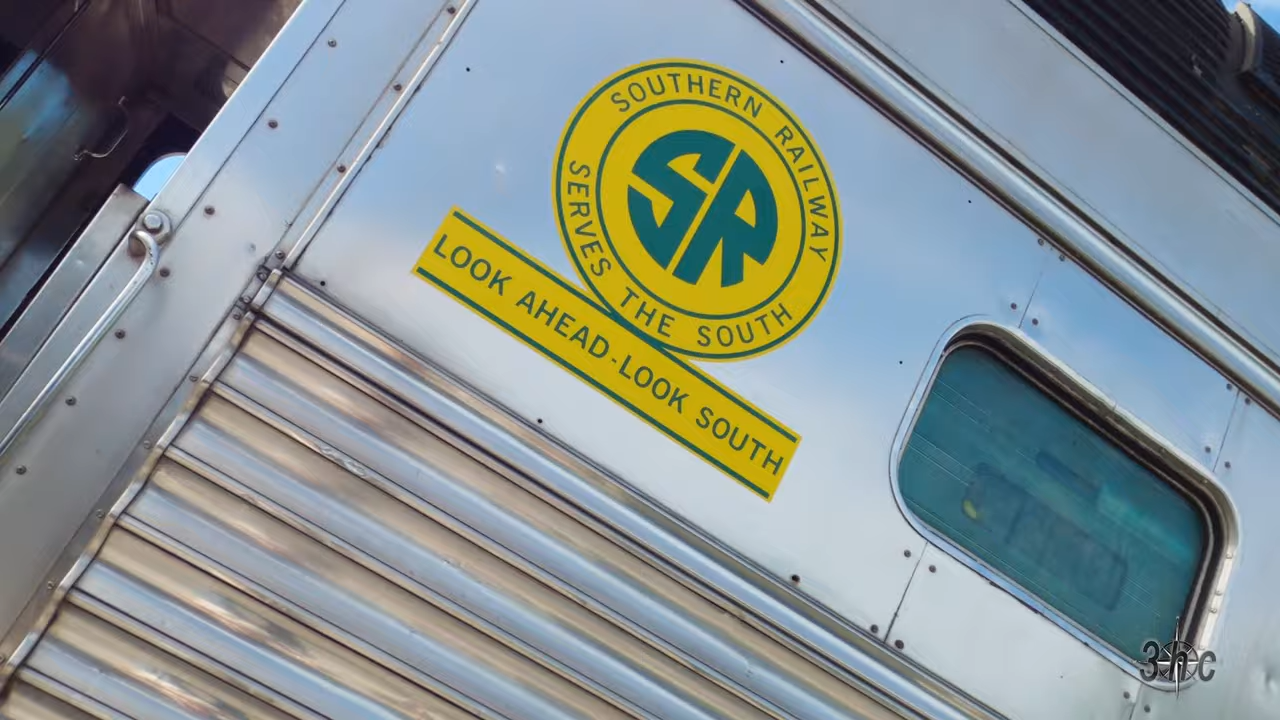 SOUTHERN RAILWAY
SERVES THE SOUTH
SR
LOOK AHEAD-LOOK SOUTH
3hc